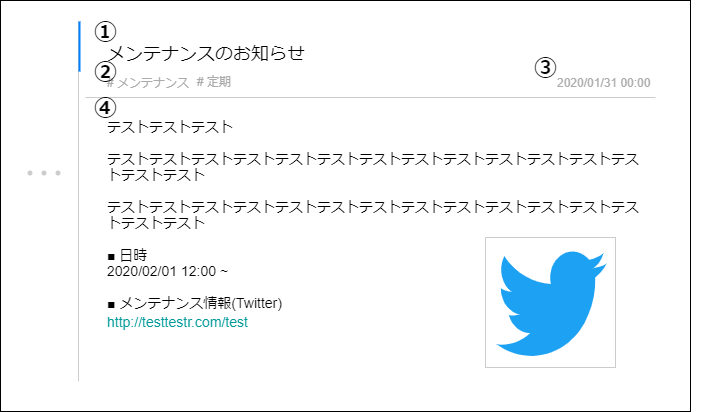 ①
メンテナンスのお知らせ
②
# メンテナンス # 定期
③
2020/01/31 00:00
④
テストテストテスト
テストテストテストテストテストテストテストテストテストテストテストテストテス
トテストテスト
テストテストテストテストテストテストテストテストテストテストテストテストテス
トテストテスト
■ 日時
2020/02/01 12:00 ~
■ メンテナンス情報(Twitter)
http://testtestr.com/test